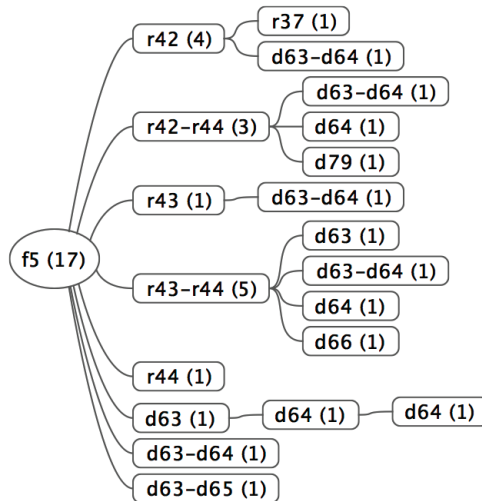 r37 (1)
r42 (4)
d63-d64 (1)
d63-d64 (1)
r42-r44 (3)
d64 (1)
d79 (1)
r43 (1)
d63-d64 (1)
d63 (1)
f5 (17)
d63-d64 (1)
r43-r44 (5)
d64 (1)
d66 (1)
r44 (1)
d63 (1)
d64 (1)
d64 (1)
d63-d64 (1)
d63-d65 (1)